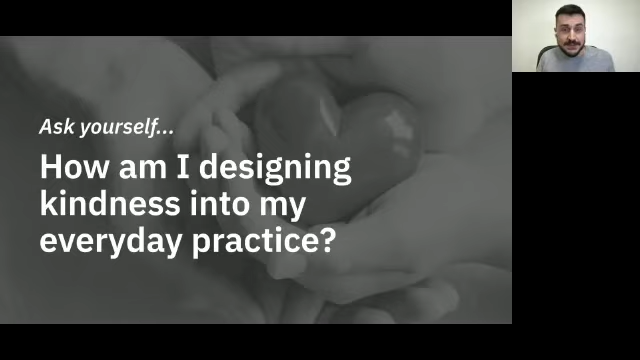 Ask yourself...
How am I designing
kindness into my
everyday practice?